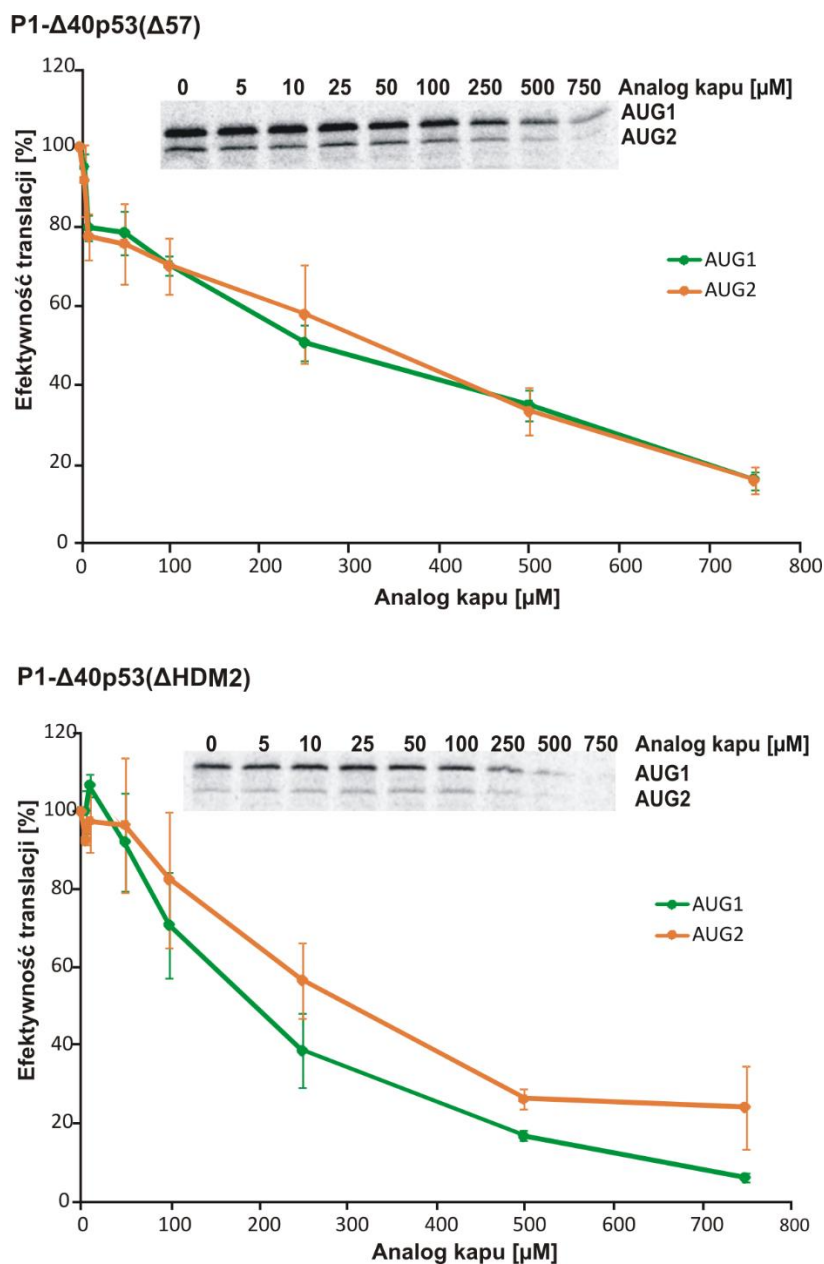 P1-Δ40p53(Δ57)
120
100
80
60
40
20
0
Efektywność translacji [%]
0 5 10 25 50 100 250 500 750 Analog kapu [µM]
AUG1
AUG2
AUG1
AUG2
0 100 200 300 400 500 600 700 800
Analog kapu [µM]
P1-Δ40p53(ΔHDM2)
120
100
80
60
40
20
0
Efektywność translacji [%]
0 5 10 25 50 100 250 500 750 Analog kapu [µM]
AUG1
AUG2
AUG1
AUG2
0 100 200 300 400 500 600 700 800
Analog kapu [µM]